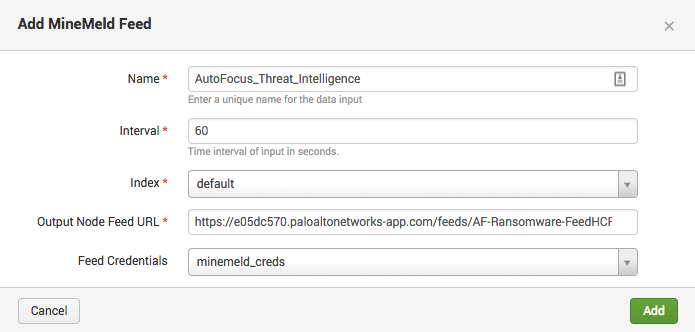 Add MineMeld Feed
×
Name * AutoFocus_Threat_Intelligence
Enter a unique name for the data input
Interval * 60
Time interval of input in seconds.
Index * default
Output Node Feed URL * https://e05dc570.paloaltonetworks-app.com/feeds/AF-Ransomware-FeedHCF
Feed Credentials minemeld_creds
Cancel Add